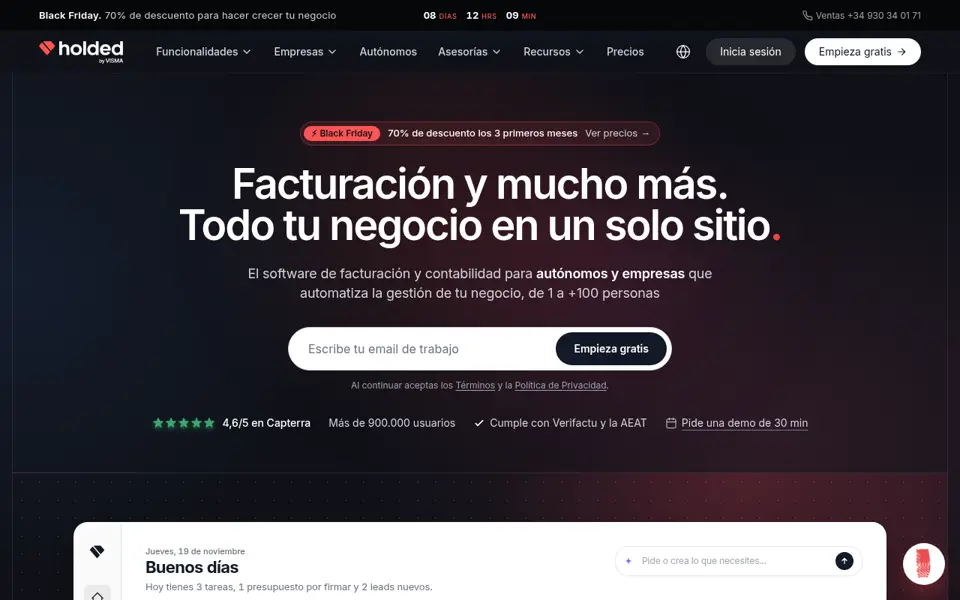 Black Friday. 70% de descuento para hacer crecer tu negocio
08 DÍAS 12 HRS 09 MIN
Ventas +34 930 34 01 71
holded
by VISMA
Funcionalidades
Empresas
Autónomos
Asesorías
Recursos
Precios
Inicia sesión
Empieza gratis →
⚡ Black Friday 70% de descuento los 3 primeros meses Ver precios →
Facturación y mucho más.
Todo tu negocio en un solo sitio.
El software de facturación y contabilidad para autónomos y empresas que
automatiza la gestión de tu negocio, de 1 a +100 personas
Escribe tu email de trabajo
Empieza gratis
Al continuar aceptas los Términos y la Política de Privacidad.
★★★★★ 4,6/5 en Capterra
Más de 900.000 usuarios
✓ Cumple con Verifactu y la AEAT
Pide una demo de 30 min
Jueves, 19 de noviembre
Buenos días
Hoy tienes 3 tareas, 1 presupuesto por firmar y 2 leads nuevos.
Pide o crea lo que necesites...